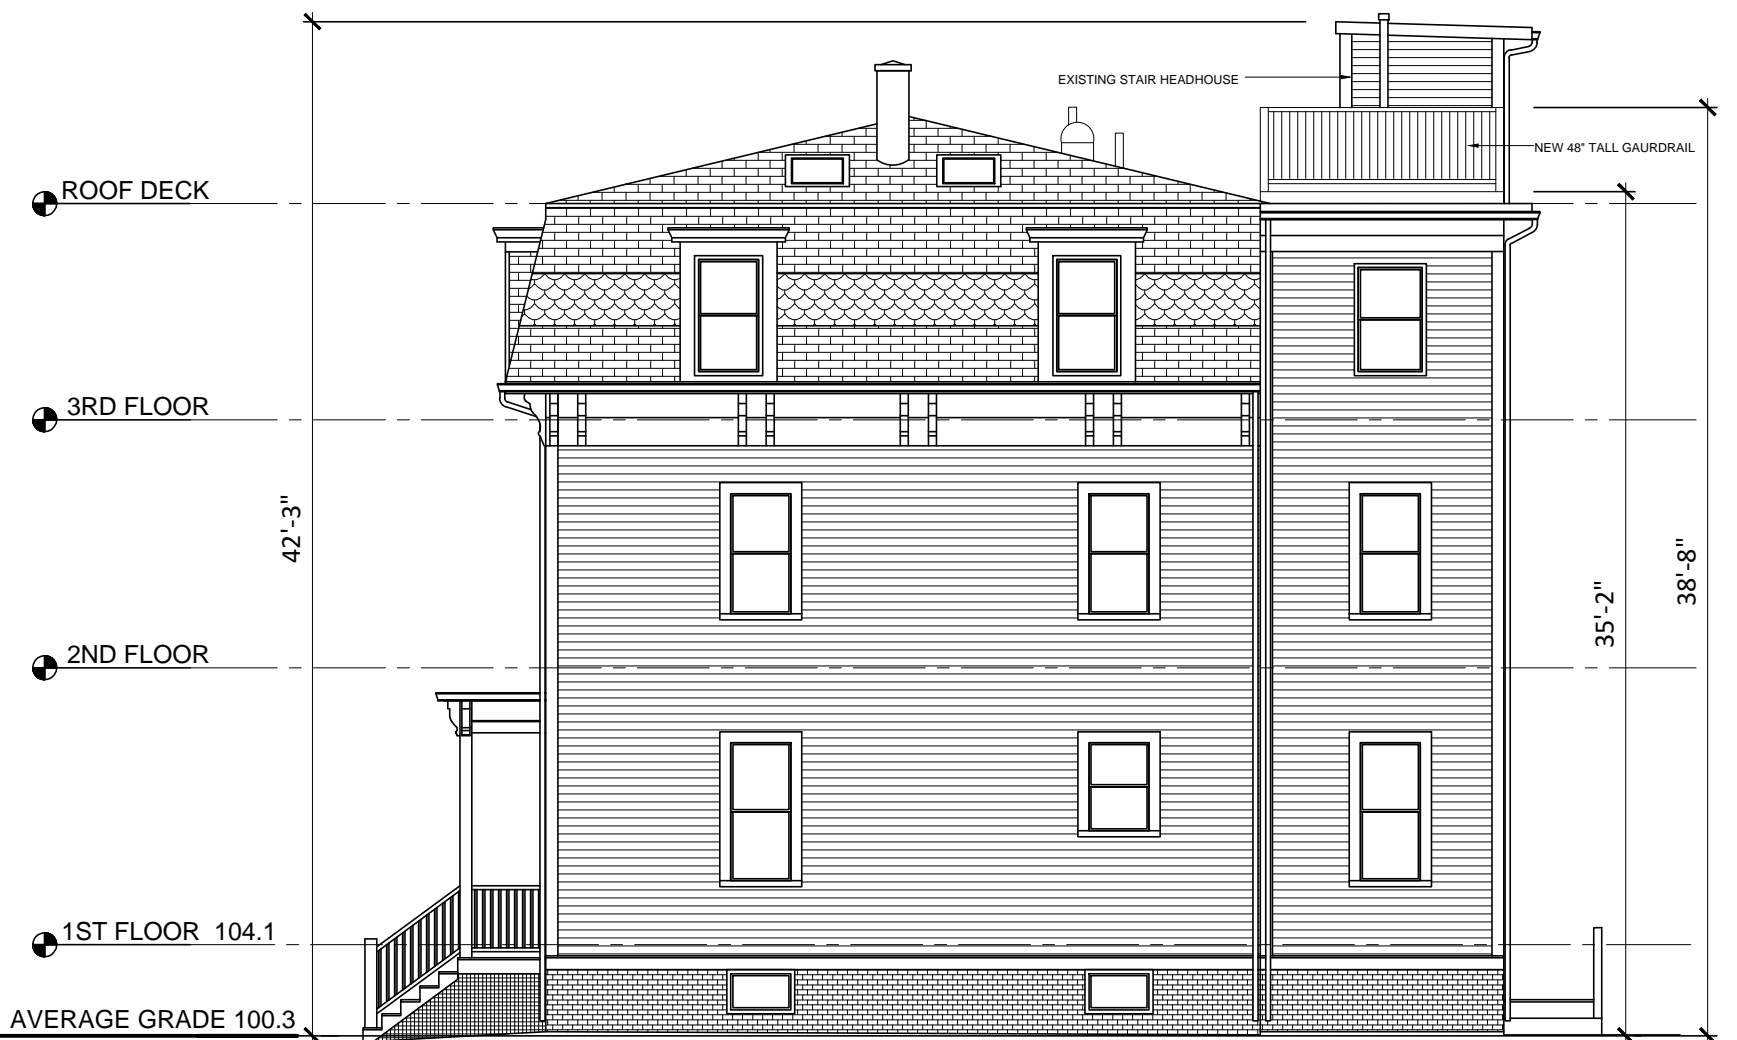 EXISTING STAIR HEADHOUSE
NEW 48" TALL GAURDRAIL
ROOF DECK
3RD FLOOR
42'-3"
38'-8"
35'-2"
2ND FLOOR
1ST FLOOR 104.1
AVERAGE GRADE 100.3